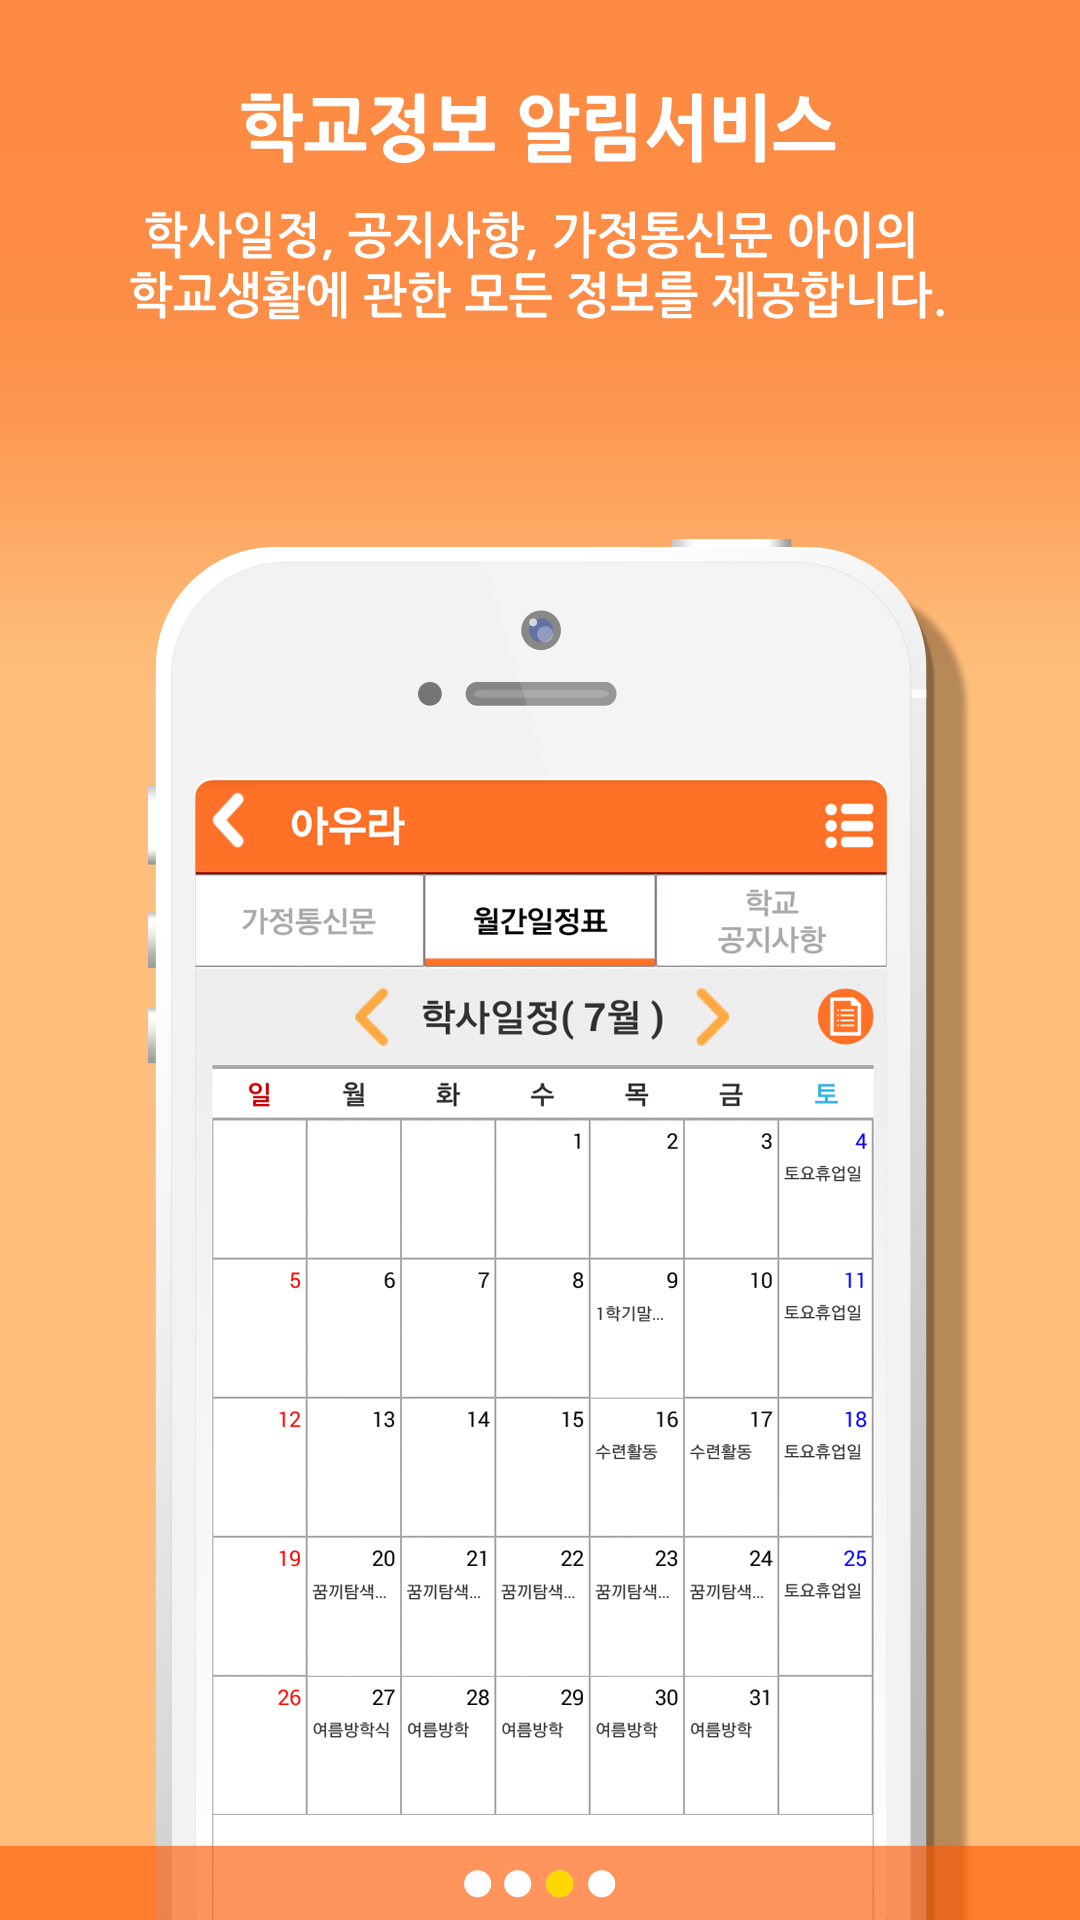 학교정보 알림서비스
학사일정, 공지사항, 가정통신문 아이의
학교생활에 관한 모든 정보를 제공합니다.
아우라
가정통신문
월간일정표
학교
공지사항
학사일정( 7월 )
일 월 화 수 목 금 토
1 2 3 4
토요휴업일
5 6 7 8 9 10 11
1학기말... 토요휴업일
12 13 14 15 16 17 18
수련활동 수련활동 토요휴업일
19 20 21 22 23 24 25
꿈끼탐색... 꿈끼탐색... 꿈끼탐색... 꿈끼탐색... 꿈끼탐색... 토요휴업일
26 27 28 29 30 31
여름방학식 여름방학 여름방학 여름방학 여름방학